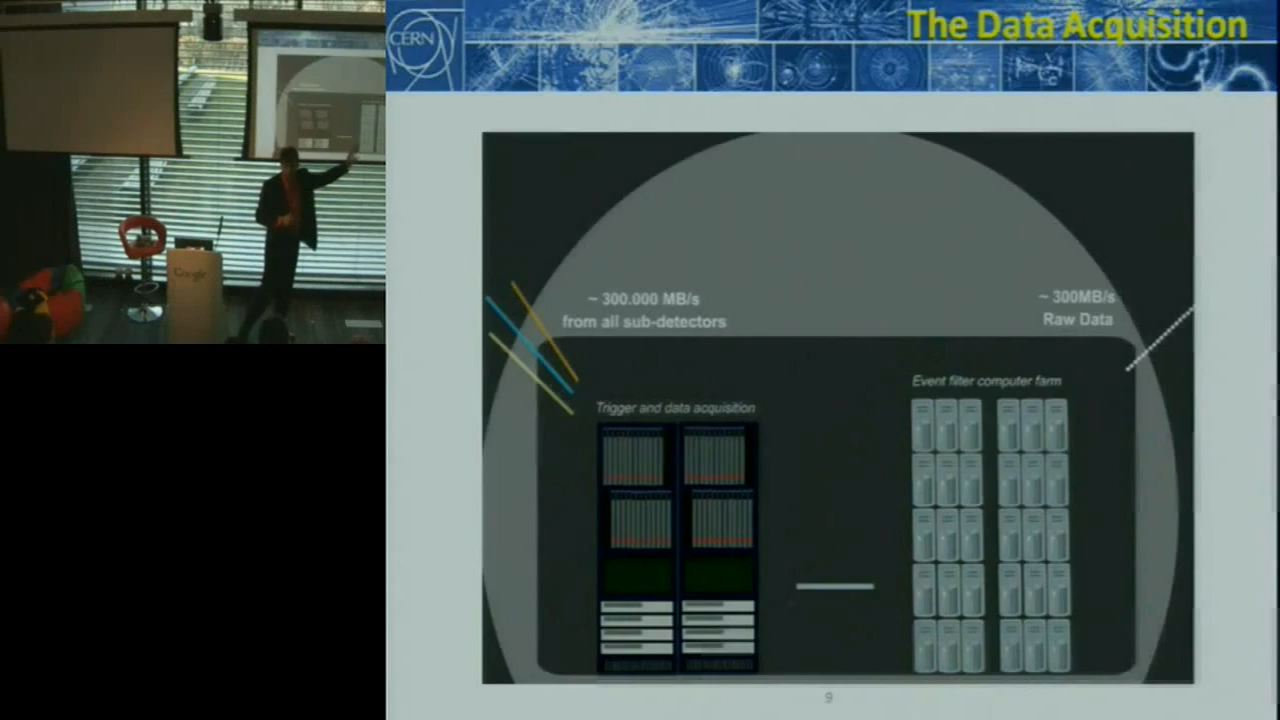 The Data Acquisition
CERN
~ 300.000 MB/s
from all sub-detectors
~ 300MB/s
Raw Data
Event filter computer farm
Trigger and data acquisition
Google
9